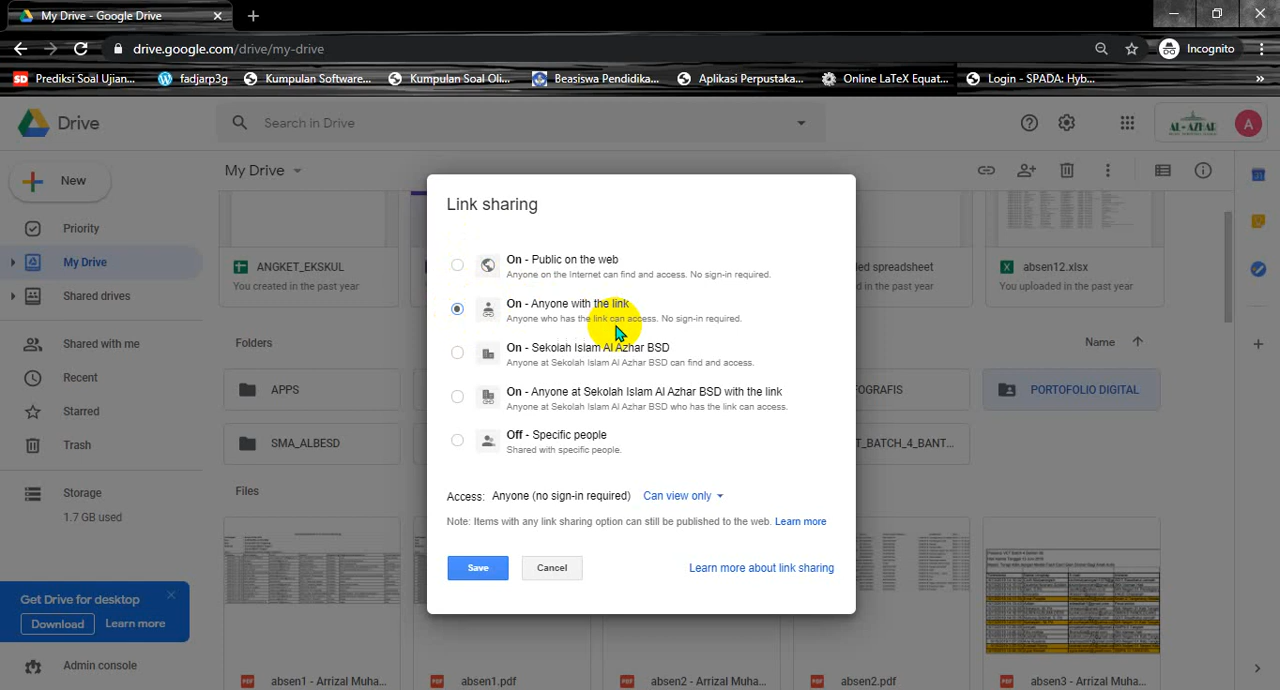 My Drive - Google Drive
drive.google.com/drive/my-drive
Incognito
Prediksi Soal Ujian...
fadjarp3g
Kumpulan Software...
Kumpulan Soal Oli...
Beasiswa Pendidika...
Aplikasi Perpustaka...
Online LaTeX Equat...
Login - SPADA: Hyb...
Drive
Search in Drive
AL-AZHAR
A
New
My Drive
Priority
My Drive
Shared drives
Shared with me
Recent
Starred
Trash
Storage
1.7 GB used
Get Drive for desktop
Download
Learn more
Admin console
ANGKET_EKSKUL
You created in the past year
led spreadsheet
d in the past year
absen12.xlsx
You uploaded in the past year
Folders
Name
APPS
OGRAFIS
PORTOFOLIO DIGITAL
SMA_ALBESD
T_BATCH_4_BANT...
Files
absen1 - Arrizal Muha...
absen1.pdf
absen2 - Arrizal Muha...
absen2.pdf
absen3 - Arrizal Muha...
Link sharing
On - Public on the web
Anyone on the Internet can find and access. No sign-in required.
On - Anyone with the link
Anyone who has the link can access. No sign-in required.
On - Sekolah Islam Al Azhar BSD
Anyone at Sekolah Islam Al Azhar BSD can find and access.
On - Anyone at Sekolah Islam Al Azhar BSD with the link
Anyone at Sekolah Islam Al Azhar BSD who has the link can access.
Off - Specific people
Shared with specific people.
Access: Anyone (no sign-in required) Can view only
Note: Items with any link sharing option can still be published to the web. Learn more
Save
Cancel
Learn more about link sharing